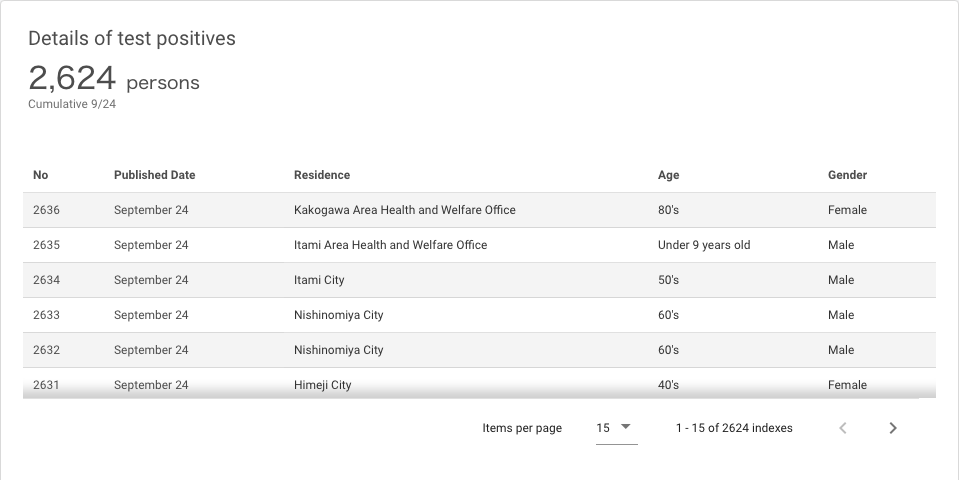 Details of test positives
2,624 persons
Cumulative 9/24
No Published Date Residence Age Gender
2636 September 24 Kakogawa Area Health and Welfare Office 80's Female
2635 September 24 Itami Area Health and Welfare Office Under 9 years old Male
2634 September 24 Itami City 50's Male
2633 September 24 Nishinomiya City 60's Male
2632 September 24 Nishinomiya City 60's Male
2631 September 24 Himeji City 40's Female
Items per page 15 1 - 15 of 2624 indexes